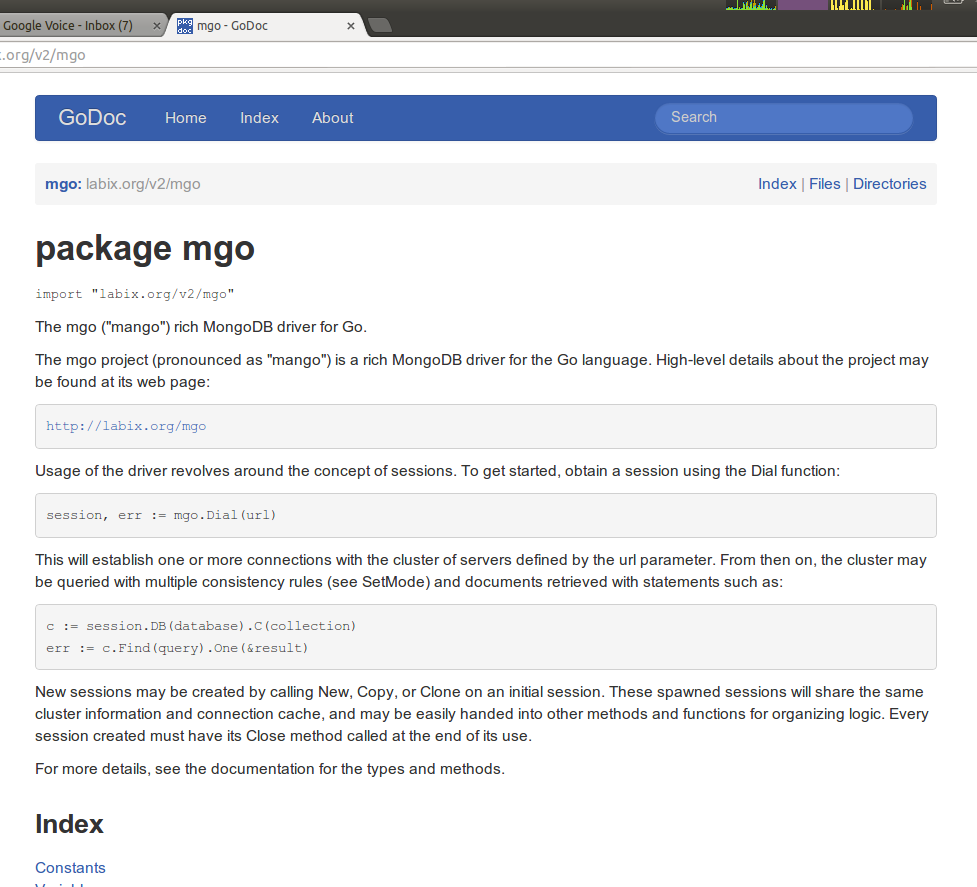 Google Voice - Inbox (7) × mgo - GoDoc ×
.org/v2/mgo
GoDoc Home Index About Search
mgo: labix.org/v2/mgo Index | Files | Directories
package mgo
import "labix.org/v2/mgo"
The mgo ("mango") rich MongoDB driver for Go.
The mgo project (pronounced as "mango") is a rich MongoDB driver for the Go language. High-level details about the project may
be found at its web page:
http://labix.org/mgo
Usage of the driver revolves around the concept of sessions. To get started, obtain a session using the Dial function:
session, err := mgo.Dial(url)
This will establish one or more connections with the cluster of servers defined by the url parameter. From then on, the cluster may
be queried with multiple consistency rules (see SetMode) and documents retrieved with statements such as:
c := session.DB(database).C(collection)
err := c.Find(query).One(&result)
New sessions may be created by calling New, Copy, or Clone on an initial session. These spawned sessions will share the same
cluster information and connection cache, and may be easily handed into other methods and functions for organizing logic. Every
session created must have its Close method called at the end of its use.
For more details, see the documentation for the types and methods.
Index
Constants